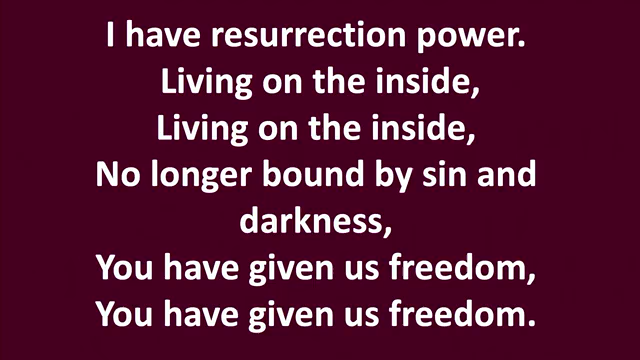 I have resurrection power.
Living on the inside,
Living on the inside,
No longer bound by sin and
darkness,
You have given us freedom,
You have given us freedom.